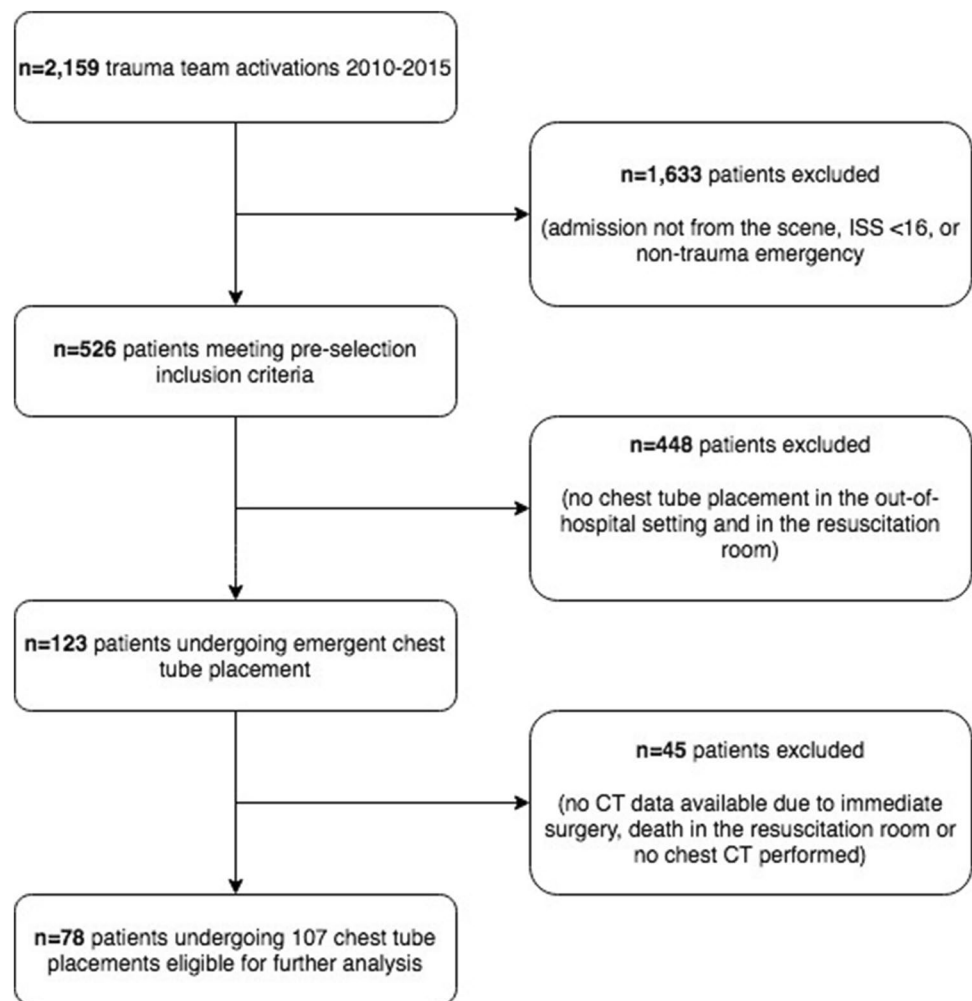 n=2,159 trauma team activations 2010-2015
n=1,633 patients excluded
(admission not from the scene, ISS <16, or
non-trauma emergency
n=526 patients meeting pre-selection
inclusion criteria
n=448 patients excluded
(no chest tube placement in the out-of-
hospital setting and in the resuscitation
room)
n=123 patients undergoing emergent chest
tube placement
n=45 patients excluded
(no CT data available due to immediate
surgery, death in the resuscitation room or
no chest CT performed)
n=78 patients undergoing 107 chest tube
placements eligible for further analysis